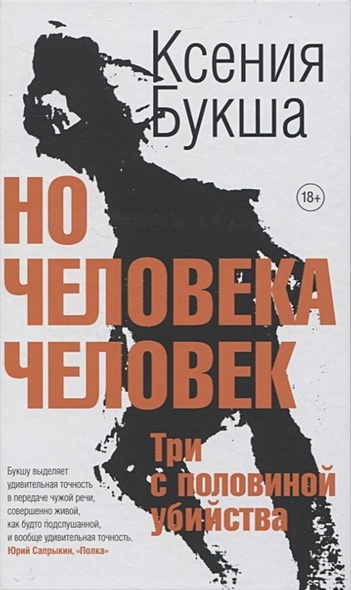 Ксения
Букша
18+
НО
ЧЕЛОВЕКА
ЧЕЛОВЕК
Три
с половиной
убийства
Букшу выделяет
удивительная точность
в передаче чужой речи,
совершенно живой,
как будто подслушанной,
и вообще удивительная точность.
Юрий Сапрыкин, «Полка»